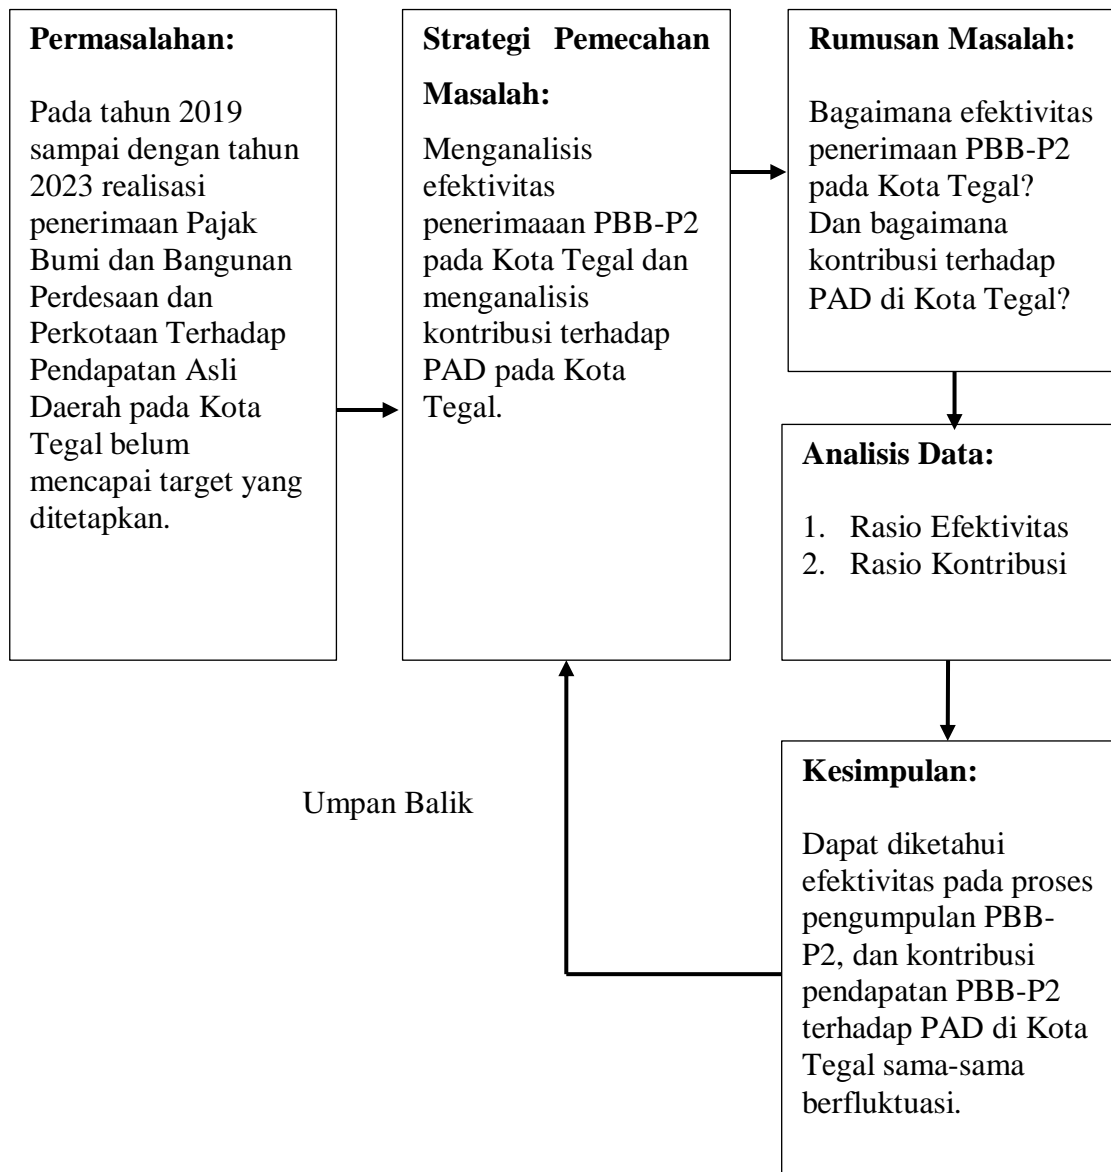 Permasalahan:
Pada tahun 2019
sampai dengan tahun
2023 realisasi
penerimaan Pajak
Bumi dan Bangunan
Perdesaan dan
Perkotaan Terhadap
Pendapatan Asli
Daerah pada Kota
Tegal belum
mencapai target yang
ditetapkan.
Strategi Pemecahan
Masalah:
Menganalisis
efektivitas
penerimaaan PBB-P2
pada Kota Tegal dan
menganalisis
kontribusi terhadap
PAD pada Kota
Tegal.
Rumusan Masalah:
Bagaimana efektivitas
penerimaan PBB-P2
pada Kota Tegal?
Dan bagaimana
kontribusi terhadap
PAD di Kota Tegal?
Analisis Data:
1. Rasio Efektivitas
2. Rasio Kontribusi
Kesimpulan:
Dapat diketahui
efektivitas pada proses
pengumpulan PBB-
P2, dan kontribusi
pendapatan PBB-P2
terhadap PAD di Kota
Tegal sama-sama
berfluktuasi.
Umpan Balik